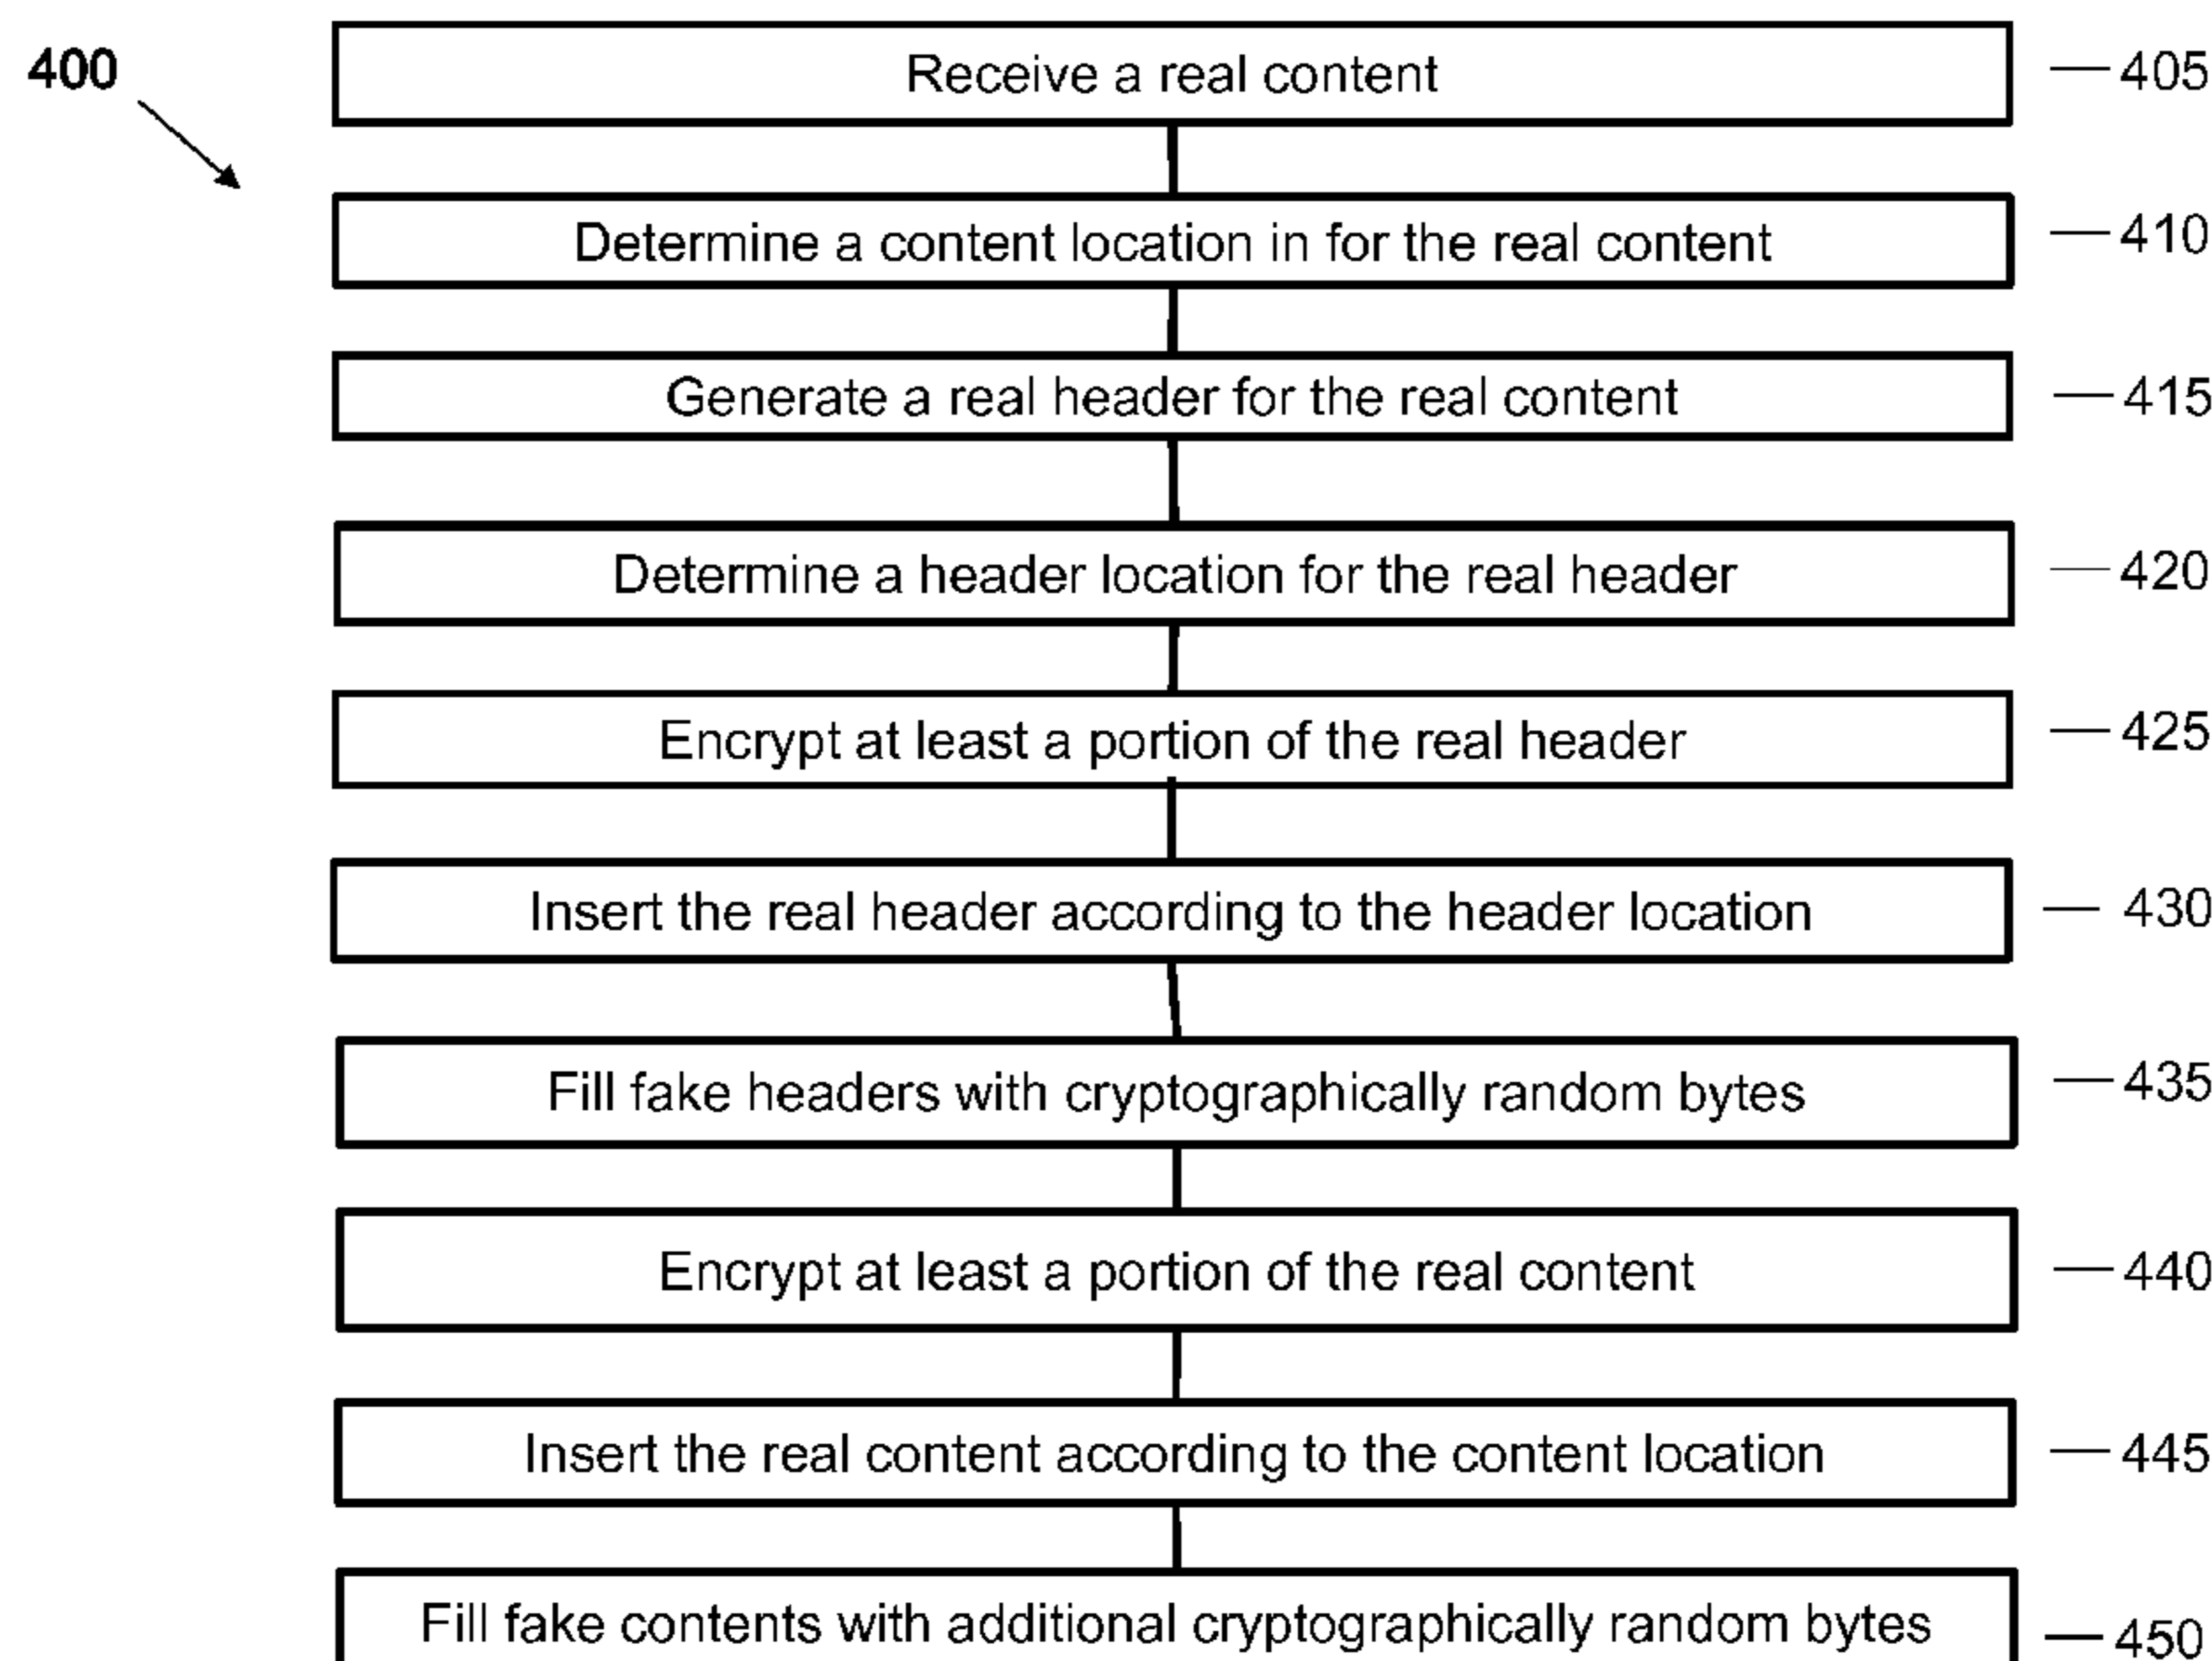 400
Receive a real content
405
Determine a content location in for the real content
410
Generate a real header for the real content
415
Determine a header location for the real header
420
Encrypt at least a portion of the real header
425
Insert the real header according to the header location
430
Fill fake headers with cryptographically random bytes
435
Encrypt at least a portion of the real content
440
Insert the real content according to the content location
445
Fill fake contents with additional cryptographically random bytes
450